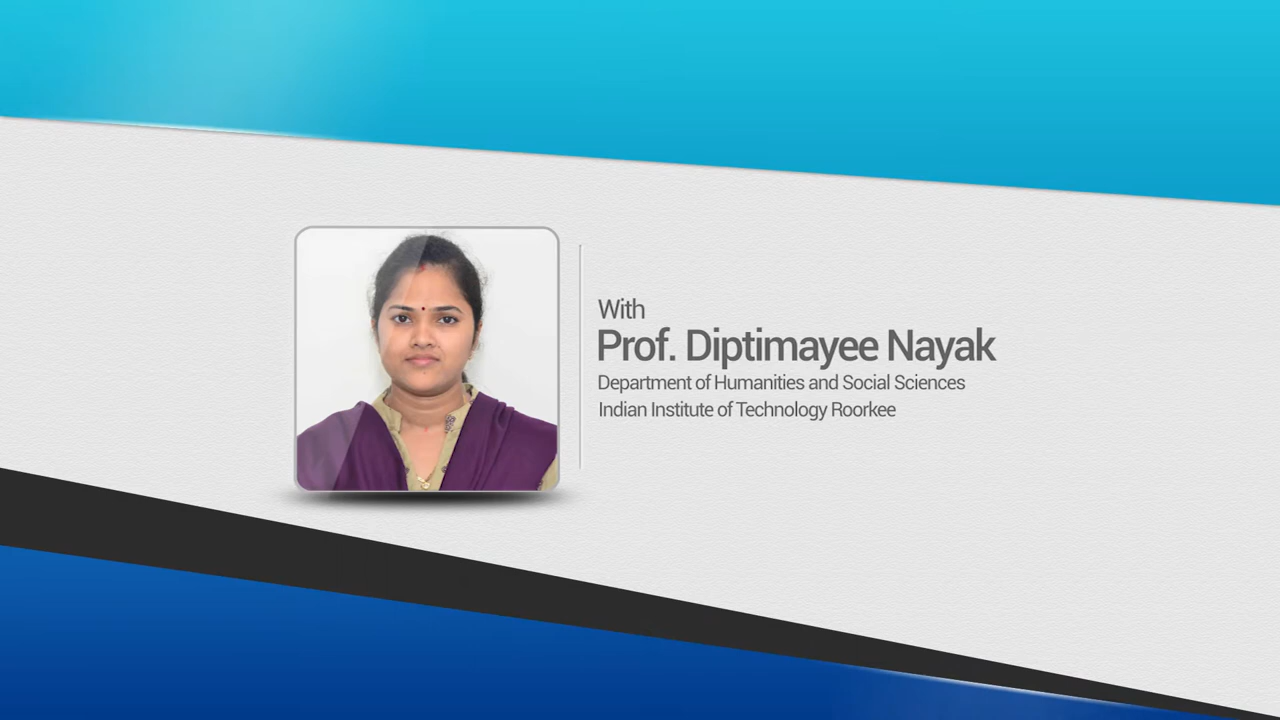 With
Prof. Diptimayee Nayak
Department of Humanities and Social Sciences
Indian Institute of Technology Roorkee